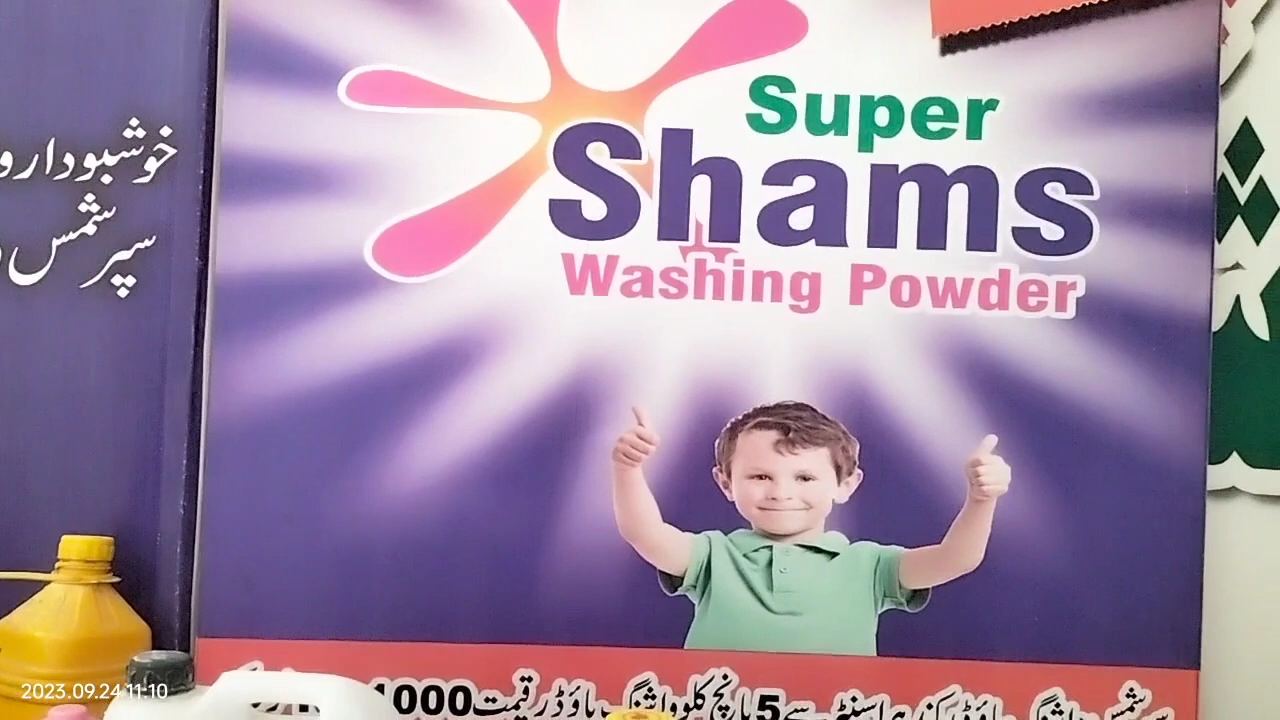 خوشبودار
سپر شمس
Super
Shams
Washing Powder
سے 5 پانچ کلو واشنگ پاؤڈر قیمت 1000
2023.09.24 11:10